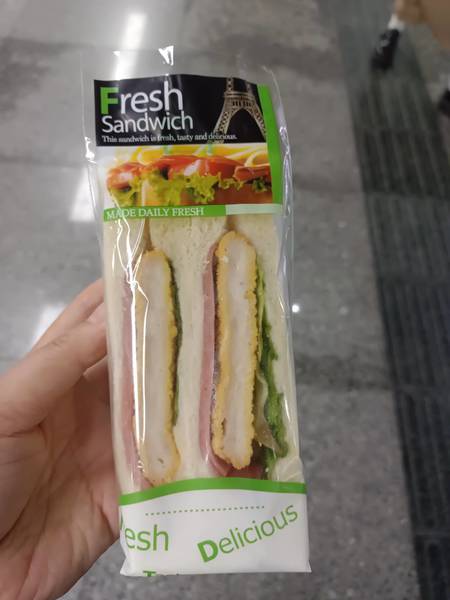 Fresh
Sandwich
This sandwich is fresh, tasty and delicious.
MADE DAILY FRESH
esh
Delicious